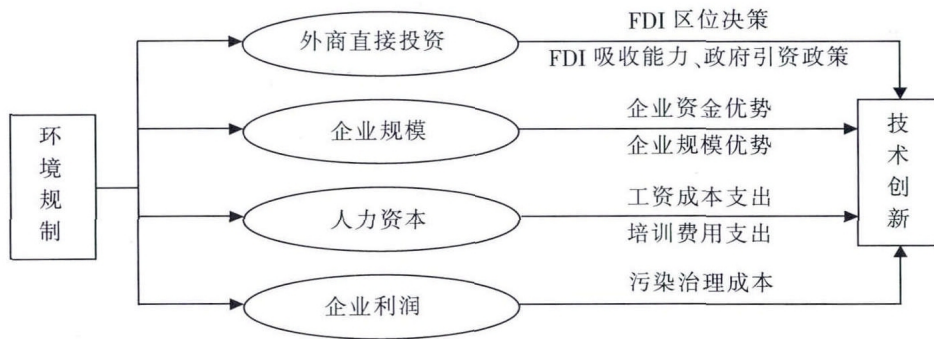 环境规制
外商直接投资
FDI 区位决策
FDI 吸收能力、政府引资政策
企业规模
企业资金优势
企业规模优势
人力资本
工资成本支出
培训费用支出
企业利润
污染治理成本
技术创新